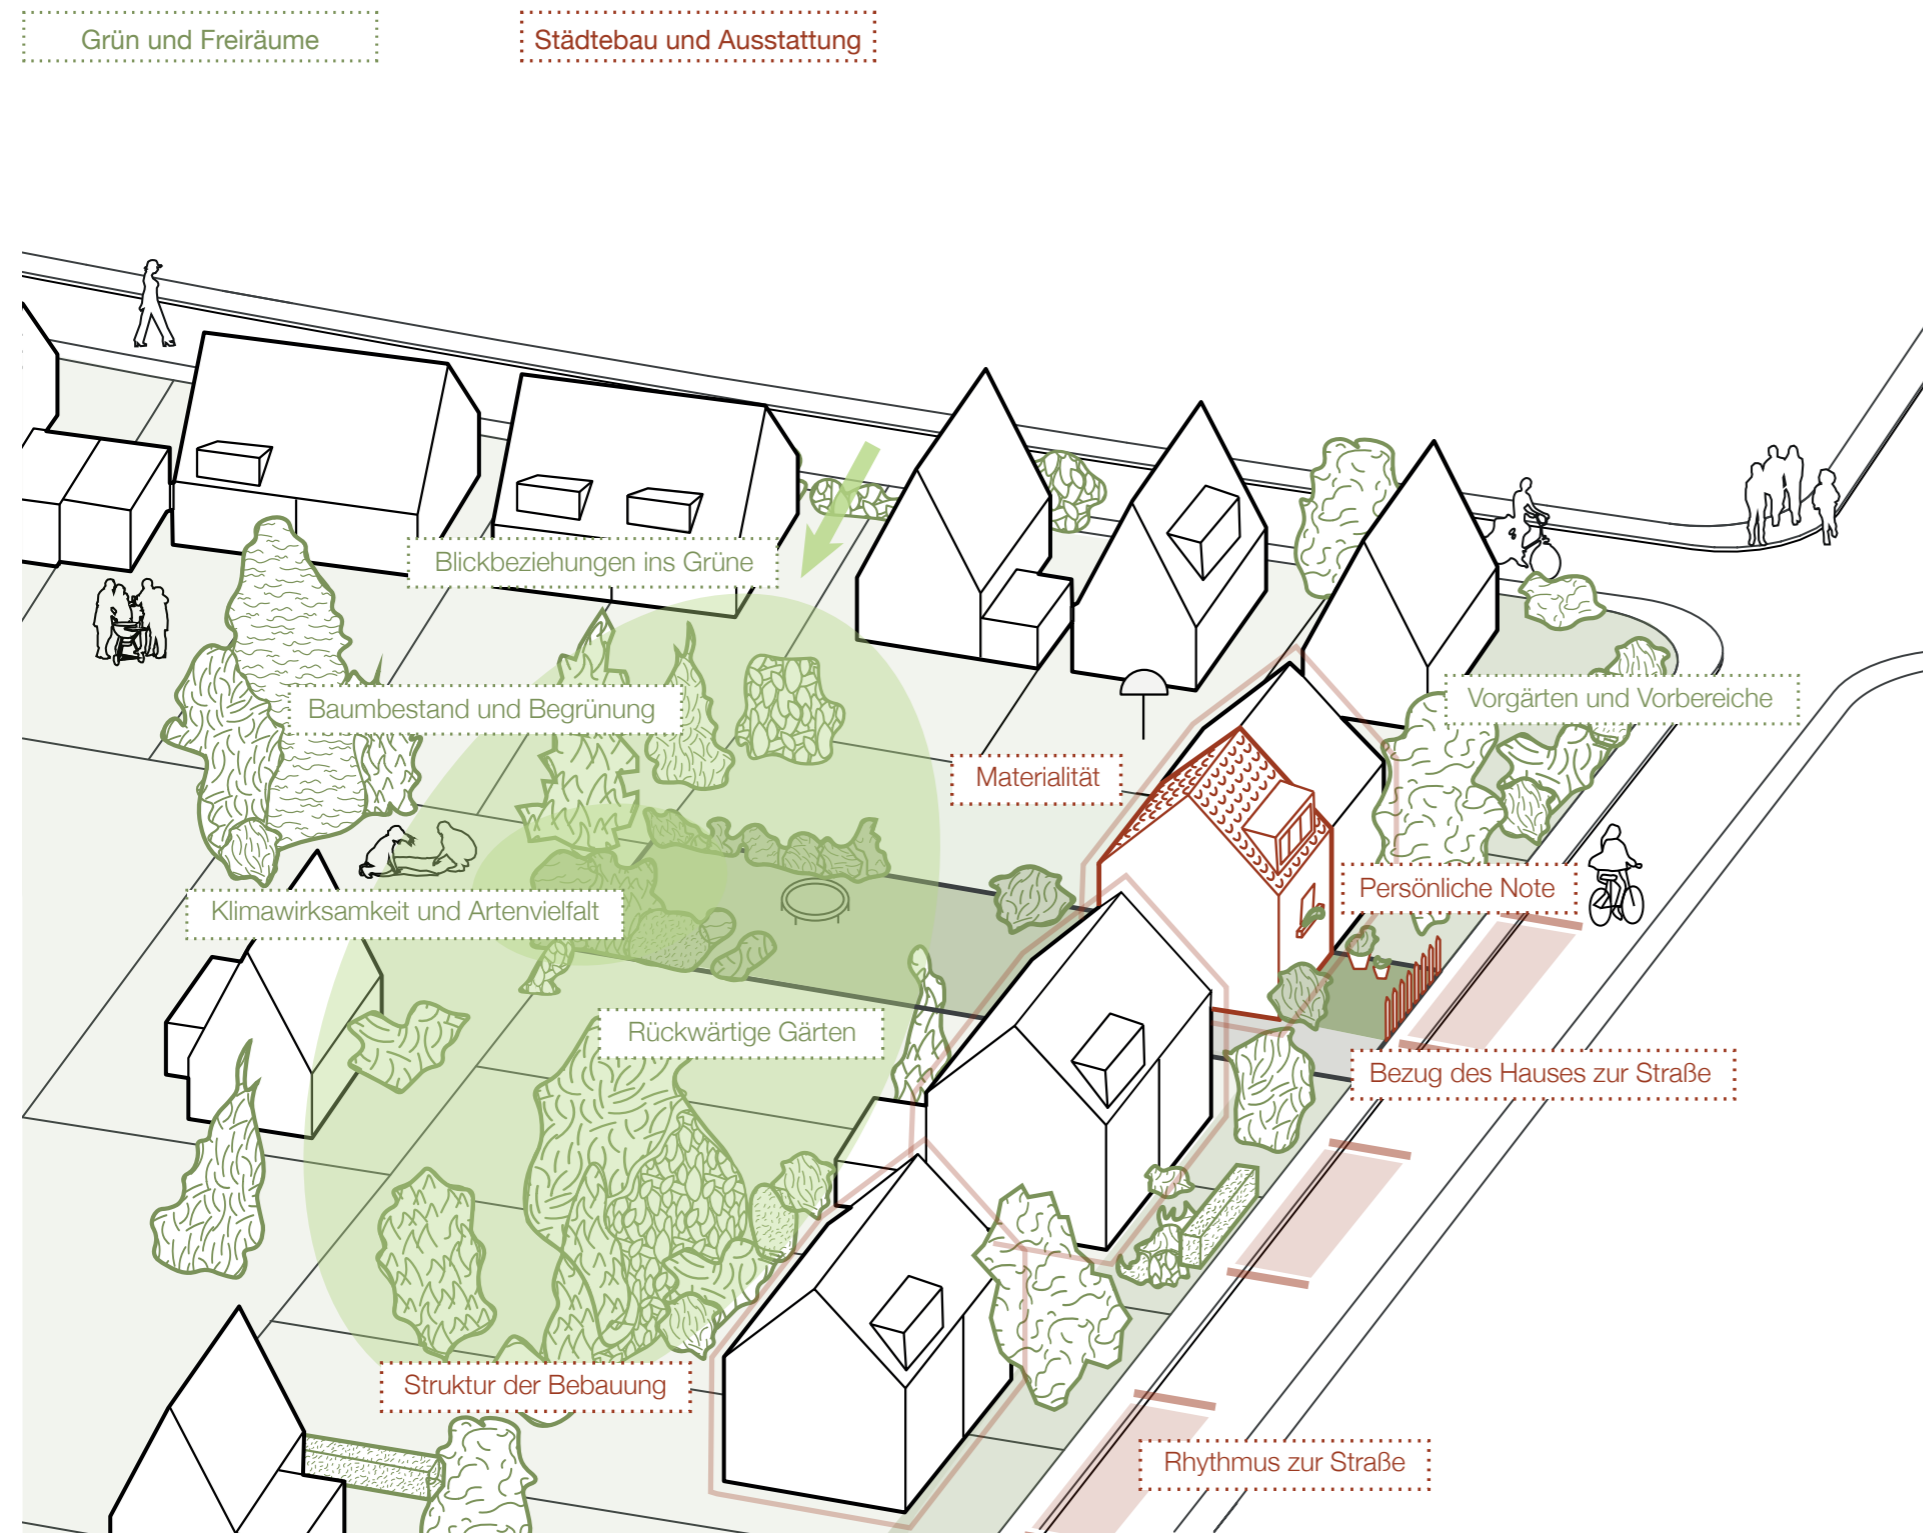 Grün und Freiräume
Städtebau und Ausstattung
Blickbeziehungen ins Grüne
Baumbestand und Begrünung
Vorgärten und Vorbereiche
Materialität
Persönliche Note
Klimawirksamkeit und Artenvielfalt
Rückwärtige Gärten
Bezug des Hauses zur Straße
Struktur der Bebauung
Rhythmus zur Straße